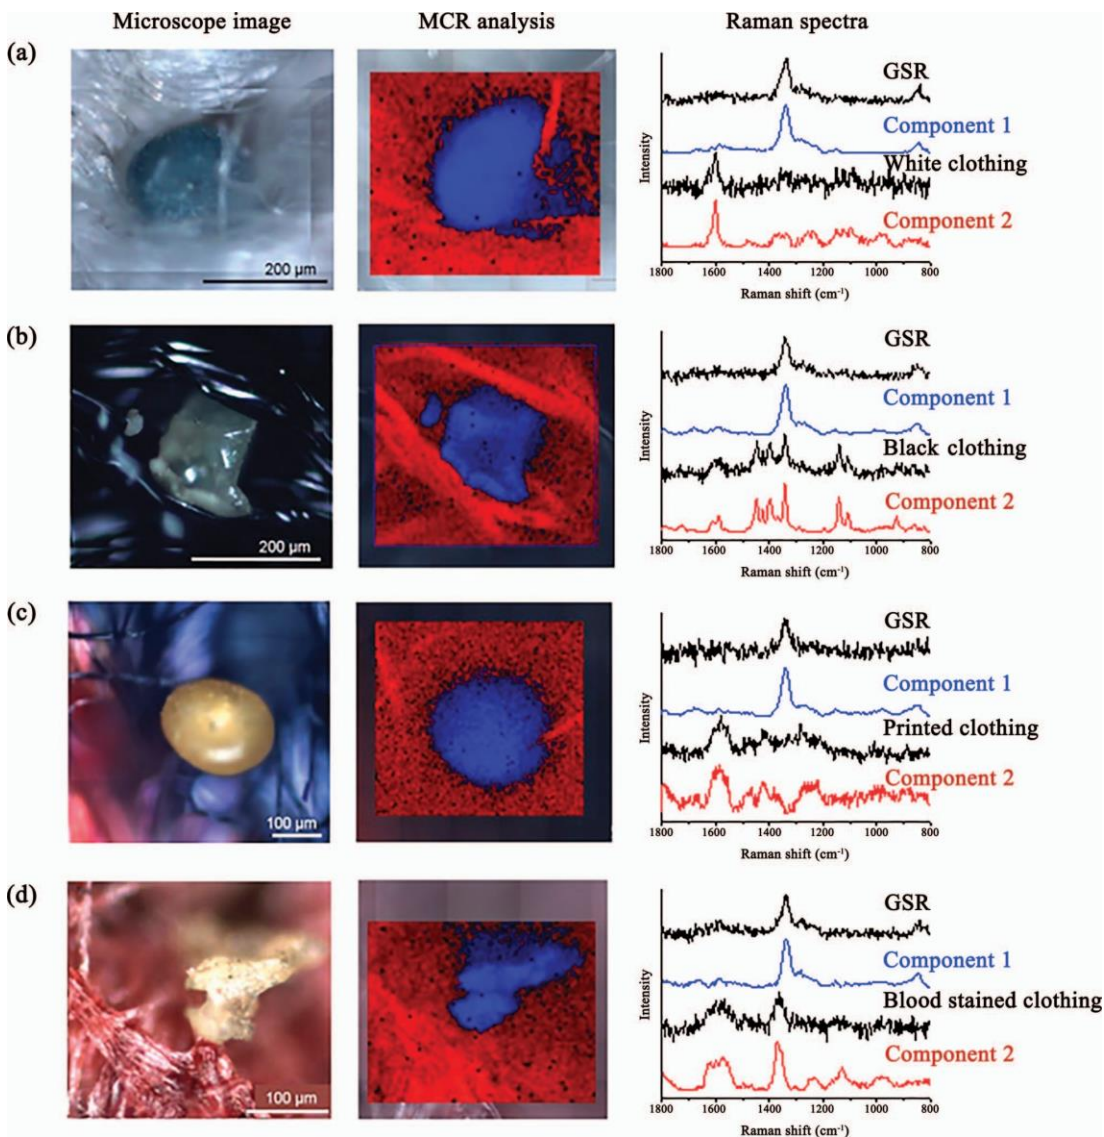 Microscope image MCR analysis Raman spectra
(a)
200 µm
GSR
Component 1
White clothing
Component 2
Intensity
1800 1600 1400 1200 1000 800
Raman shift (cm⁻¹)
(b)
200 µm
GSR
Component 1
Black clothing
Component 2
Intensity
1800 1600 1400 1200 1000 800
Raman shift (cm⁻¹)
(c)
100 µm
GSR
Component 1
Printed clothing
Component 2
Intensity
1800 1600 1400 1200 1000 800
Raman shift (cm⁻¹)
(d)
100 µm
GSR
Component 1
Blood stained clothing
Component 2
Intensity
1800 1600 1400 1200 1000 800
Raman shift (cm⁻¹)